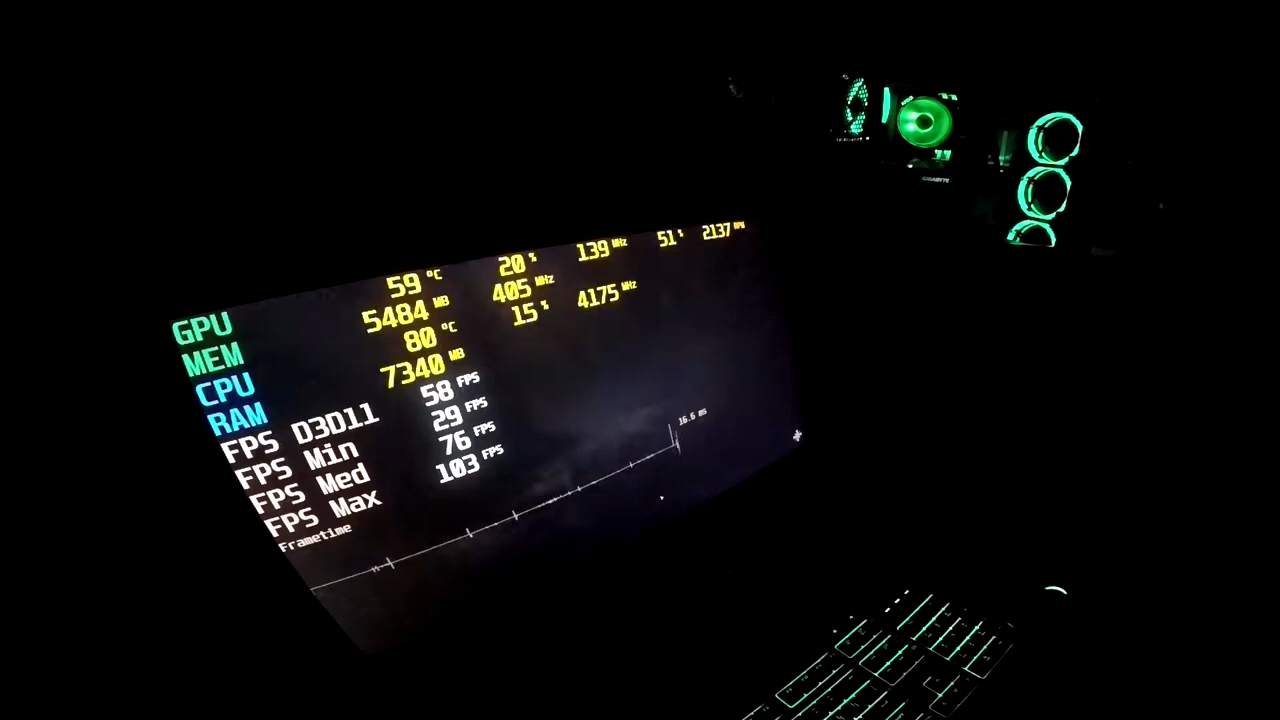 GPU 59 °C 20 % 139 MHz 51 % 2137 RPM
MEM 5484 MB 405 MHz
CPU 80 °C 15 % 4175 MHz
RAM 7340 MB
FPS D3D11 58 FPS
FPS Min 29 FPS
FPS Med 76 FPS
FPS Max 103 FPS
Frametime 16.6 ms
GIGABYTE